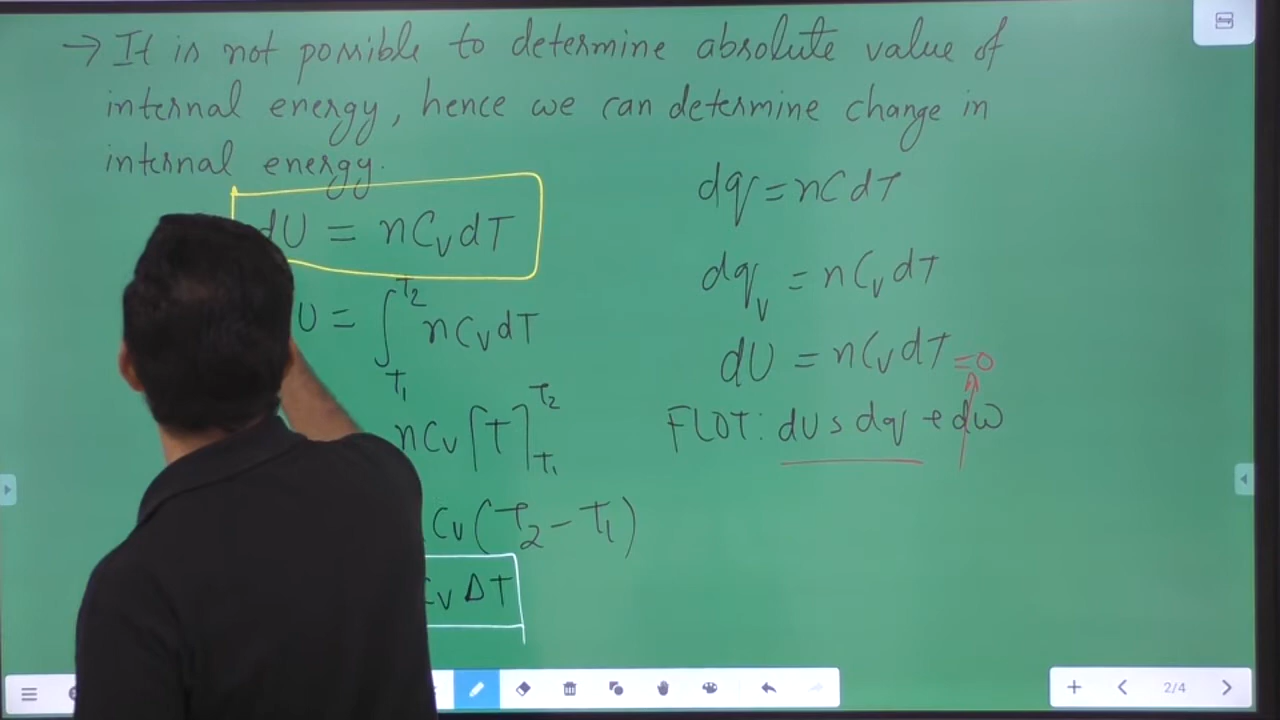 → It is not possible to determine absolute value of
internal energy, hence we can determine change in
internal energy.
dU = nCvdT
U = ∫T1T2 nCvdT
nCv[T]T1T2
Cv(T2 - T1)
Cv ΔT
dq = nCdT
dqv = nCvdT
dU = nCvdT =0
FLOT: dU = dq + dw
2/4